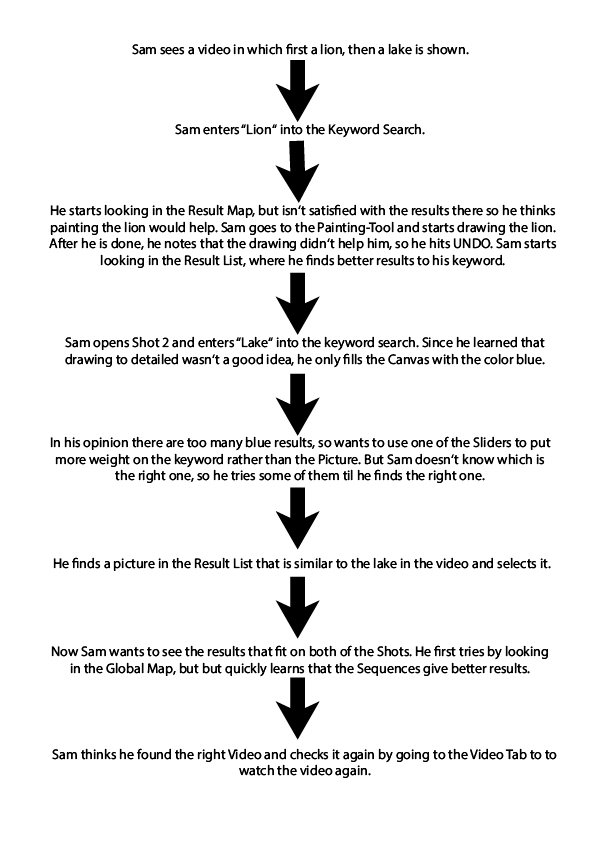 Sam sees a video in which first a lion, then a lake is shown.
Sam enters “Lion“ into the Keyword Search.
He starts looking in the Result Map, but isn‘t satisfied with the results there so he thinks
painting the lion would help. Sam goes to the Painting-Tool and starts drawing the lion.
After he is done, he notes that the drawing didn‘t help him, so he hits UNDO. Sam starts
looking in the Result List, where he finds better results to his keyword.
Sam opens Shot 2 and enters “Lake“ into the keyword search. Since he learned that
drawing to detailed wasn‘t a good idea, he only fills the Canvas with the color blue.
In his opinion there are too many blue results, so wants to use one of the Sliders to put
more weight on the keyword rather than the Picture. But Sam doesn‘t know which is
the right one, so he tries some of them til he finds the right one.
He finds a picture in the Result List that is similar to the lake in the video and selects it.
Now Sam wants to see the results that fit on both of the Shots. He first tries by looking
in the Global Map, but but quickly learns that the Sequences give better results.
Sam thinks he found the right Video and checks it again by going to the Video Tab to to
watch the video again.